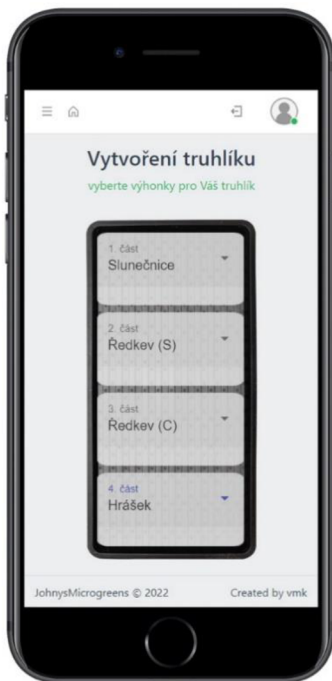 Vytvoření truhlíku
vyberte výhonky pro Váš truhlík
1. část
Slunečnice
2. část
Ředkev (S)
3. část
Ředkev (C)
4. část
Hrášek
JohnysMicrogreens © 2022 Created by vmk